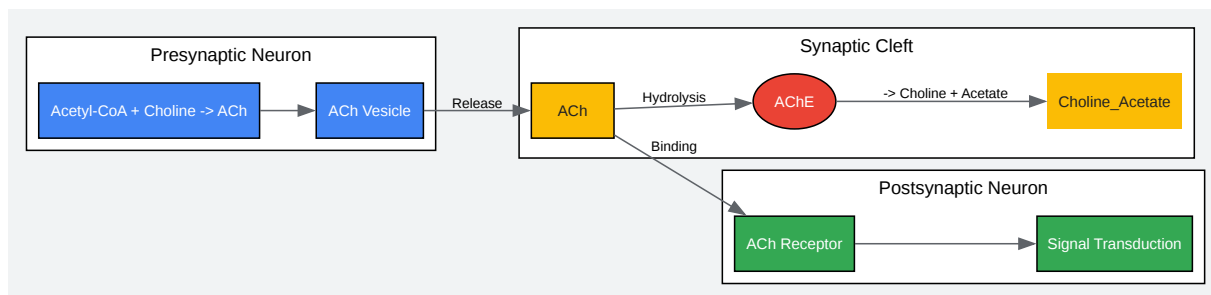 Presynaptic Neuron
Acetyl-CoA + Choline -> ACh
ACh Vesicle
Release
Synaptic Cleft
ACh
Hydrolysis
AChE
-> Choline + Acetate
Choline_Acetate
Binding
Postsynaptic Neuron
ACh Receptor
Signal Transduction